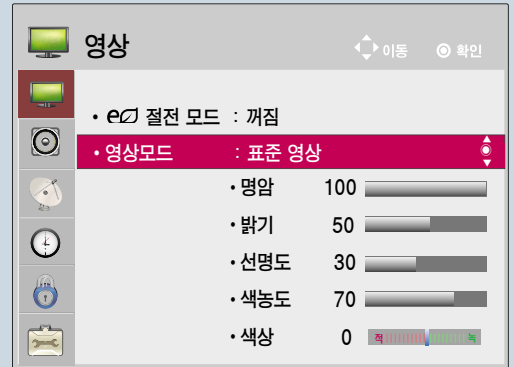 영상 이동 확인
• eco 절전 모드 : 꺼짐
• 영상모드 : 표준 영상
• 명암 100
• 밝기 50
• 선명도 30
• 색농도 70
• 색상 0 적 녹